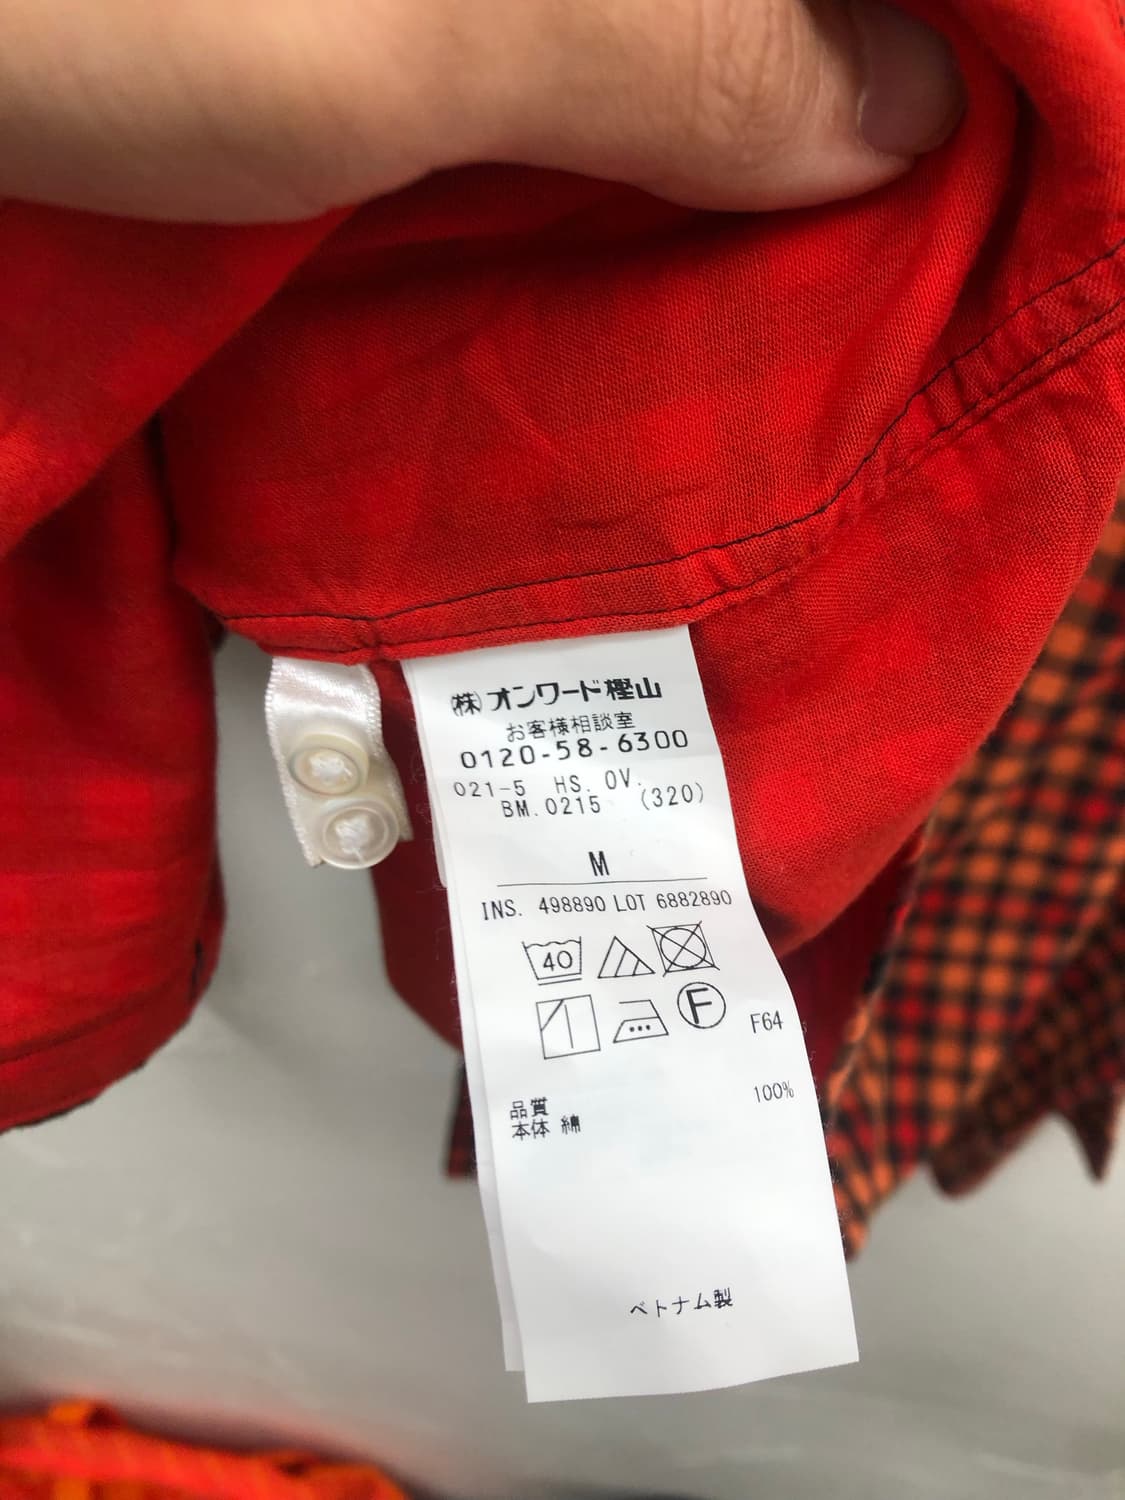 (株)オンワード樫山
お客様相談室
0120-58-6300
021-5 HS. OV.
BM.0215 (320)
M
INS. 498890 LOT 6882890
40
F
F64
品質 100%
本体 綿
ベトナム製